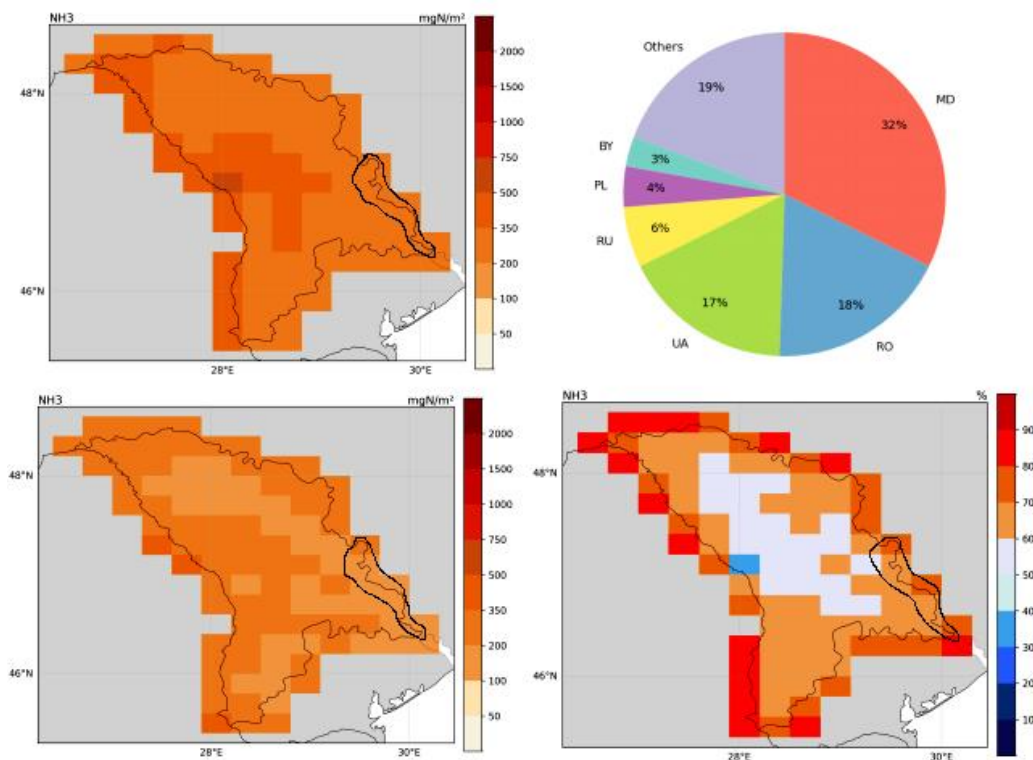 NH3 mgN/m²
2000
1500
1000
750
500
350
200
100
50
48°N
46°N
28°E 30°E
Others
19%
MD
32%
BY
3%
PL
4%
RU
6%
UA
17%
RO
18%
NH3 mgN/m²
2000
1500
1000
750
500
350
200
100
50
48°N
46°N
28°E 30°E
NH3 %
90
80
70
60
50
40
30
20
10
48°N
46°N
28°E 30°E